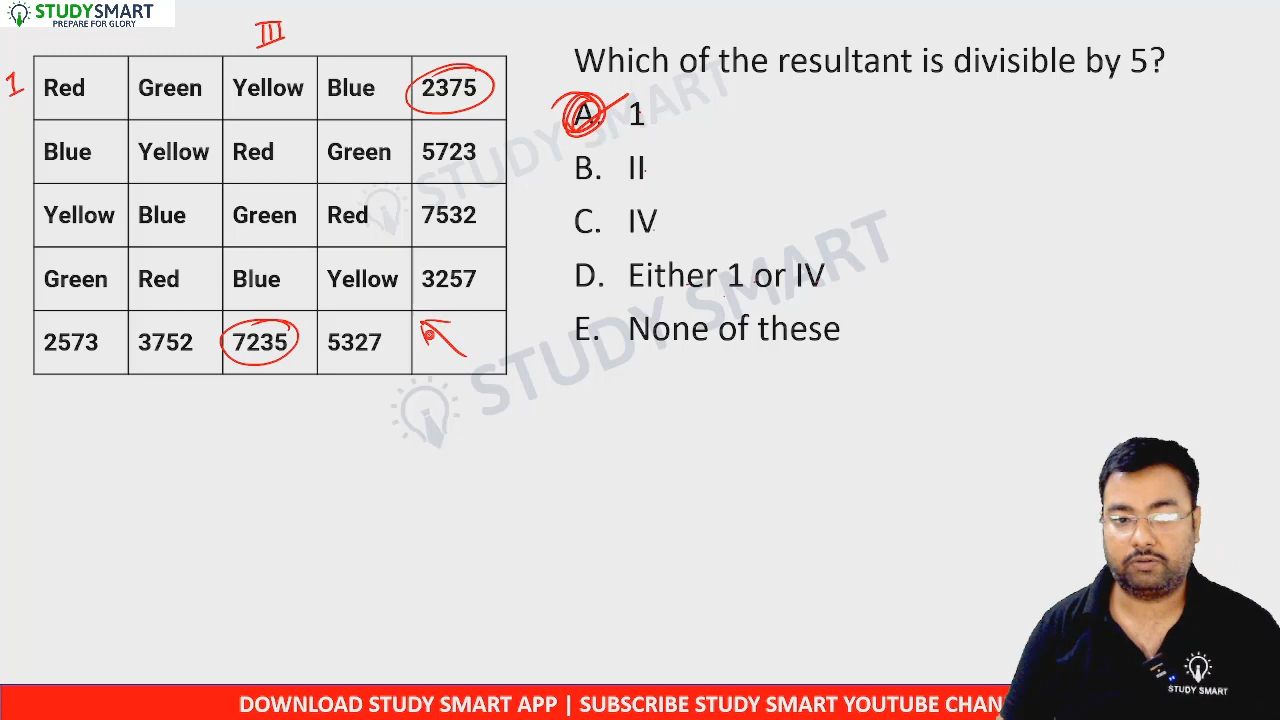 STUDYSMART
PREPARE FOR GLORY
III
1
Red Green Yellow Blue 2375
Blue Yellow Red Green 5723
Yellow Blue Green Red 7532
Green Red Blue Yellow 3257
2573 3752 7235 5327
Which of the resultant is divisible by 5?
A. 1
B. II
C. IV
D. Either 1 or IV
E. None of these
STUDY SMART
STUDY SMART
STUDY SMART
DOWNLOAD STUDY SMART APP | SUBSCRIBE STUDY SMART YOUTUBE CHAN